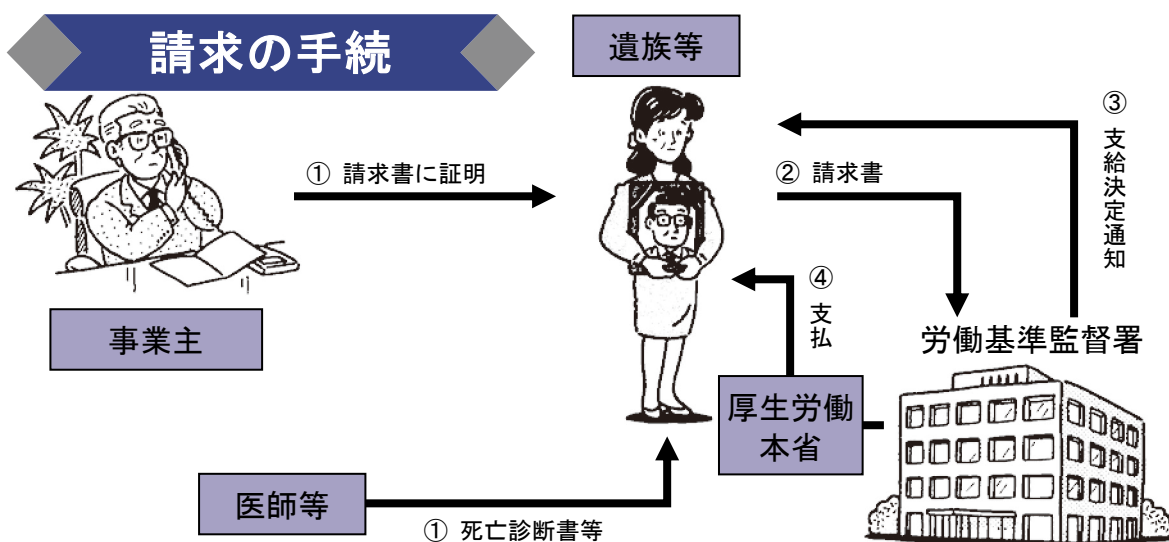 請求の手続
遺族等
① 請求書に証明
② 請求書
③ 支給決定通知
④ 支払
事業主
労働基準監督署
厚生労働
本省
医師等
① 死亡診断書等